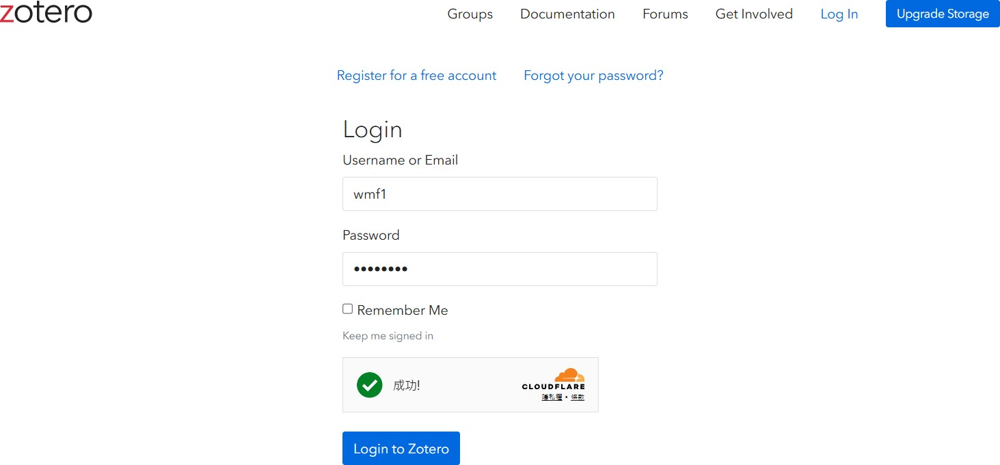 zotero Groups Documentation Forums Get Involved Log In Upgrade Storage
Register for a free account Forgot your password?
Login
Username or Email
wmf1
Password
••••••••
Remember Me
Keep me signed in
成功!
CLOUDFLARE
隱私權 • 條款
Login to Zotero